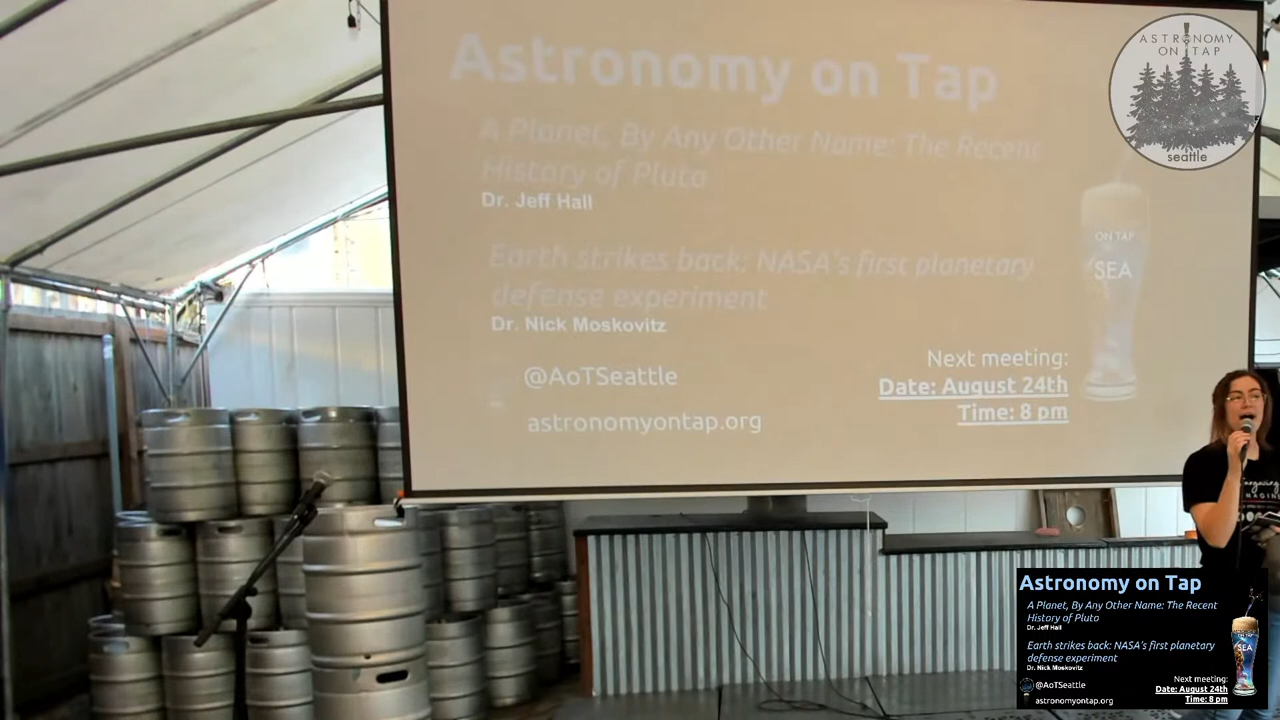 Astronomy on Tap
A Planet, By Any Other Name: The Recent
History of Pluto
Dr. Jeff Hall
Earth strikes back: NASA's first planetary
defense experiment
Dr. Nick Moskovitz
@AoTSeattle
astronomyontap.org
Next meeting:
Date: August 24th
Time: 8 pm
ON TAP
SEA
ASTRONOMY
ON TAP
seattle
Astronomy on Tap
A Planet, By Any Other Name: The Recent
History of Pluto
Dr. Jeff Hall
Earth strikes back: NASA's first planetary
defense experiment
Dr. Nick Moskovitz
@AoTSeattle
astronomyontap.org
Next meeting:
Date: August 24th
Time: 8 pm
SEA